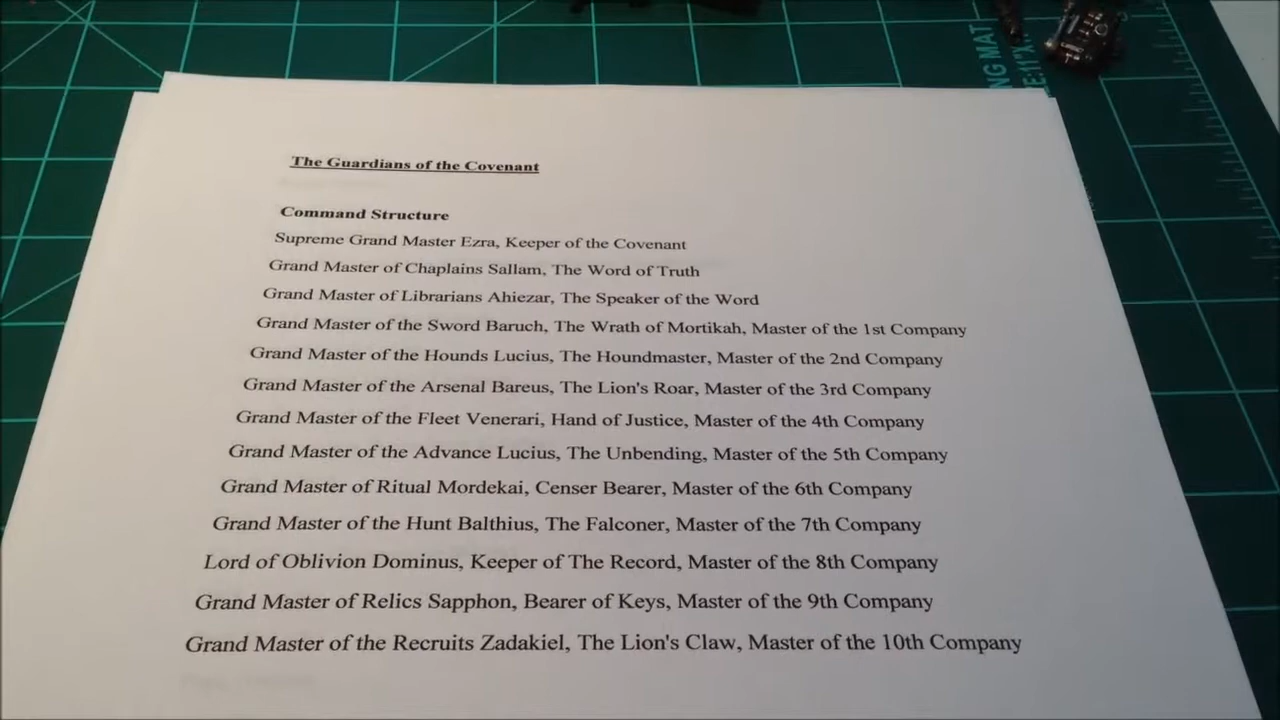 The Guardians of the Covenant
Command Structure
Supreme Grand Master Ezra, Keeper of the Covenant
Grand Master of Chaplains Sallam, The Word of Truth
Grand Master of Librarians Ahiezar, The Speaker of the Word
Grand Master of the Sword Baruch, The Wrath of Mortikah, Master of the 1st Company
Grand Master of the Hounds Lucius, The Houndmaster, Master of the 2nd Company
Grand Master of the Arsenal Bareus, The Lion's Roar, Master of the 3rd Company
Grand Master of the Fleet Venerari, Hand of Justice, Master of the 4th Company
Grand Master of the Advance Lucius, The Unbending, Master of the 5th Company
Grand Master of Ritual Mordekai, Censer Bearer, Master of the 6th Company
Grand Master of the Hunt Balthius, The Falconer, Master of the 7th Company
Lord of Oblivion Dominus, Keeper of The Record, Master of the 8th Company
Grand Master of Relics Sapphon, Bearer of Keys, Master of the 9th Company
Grand Master of the Recruits Zadakiel, The Lion's Claw, Master of the 10th Company
MAT